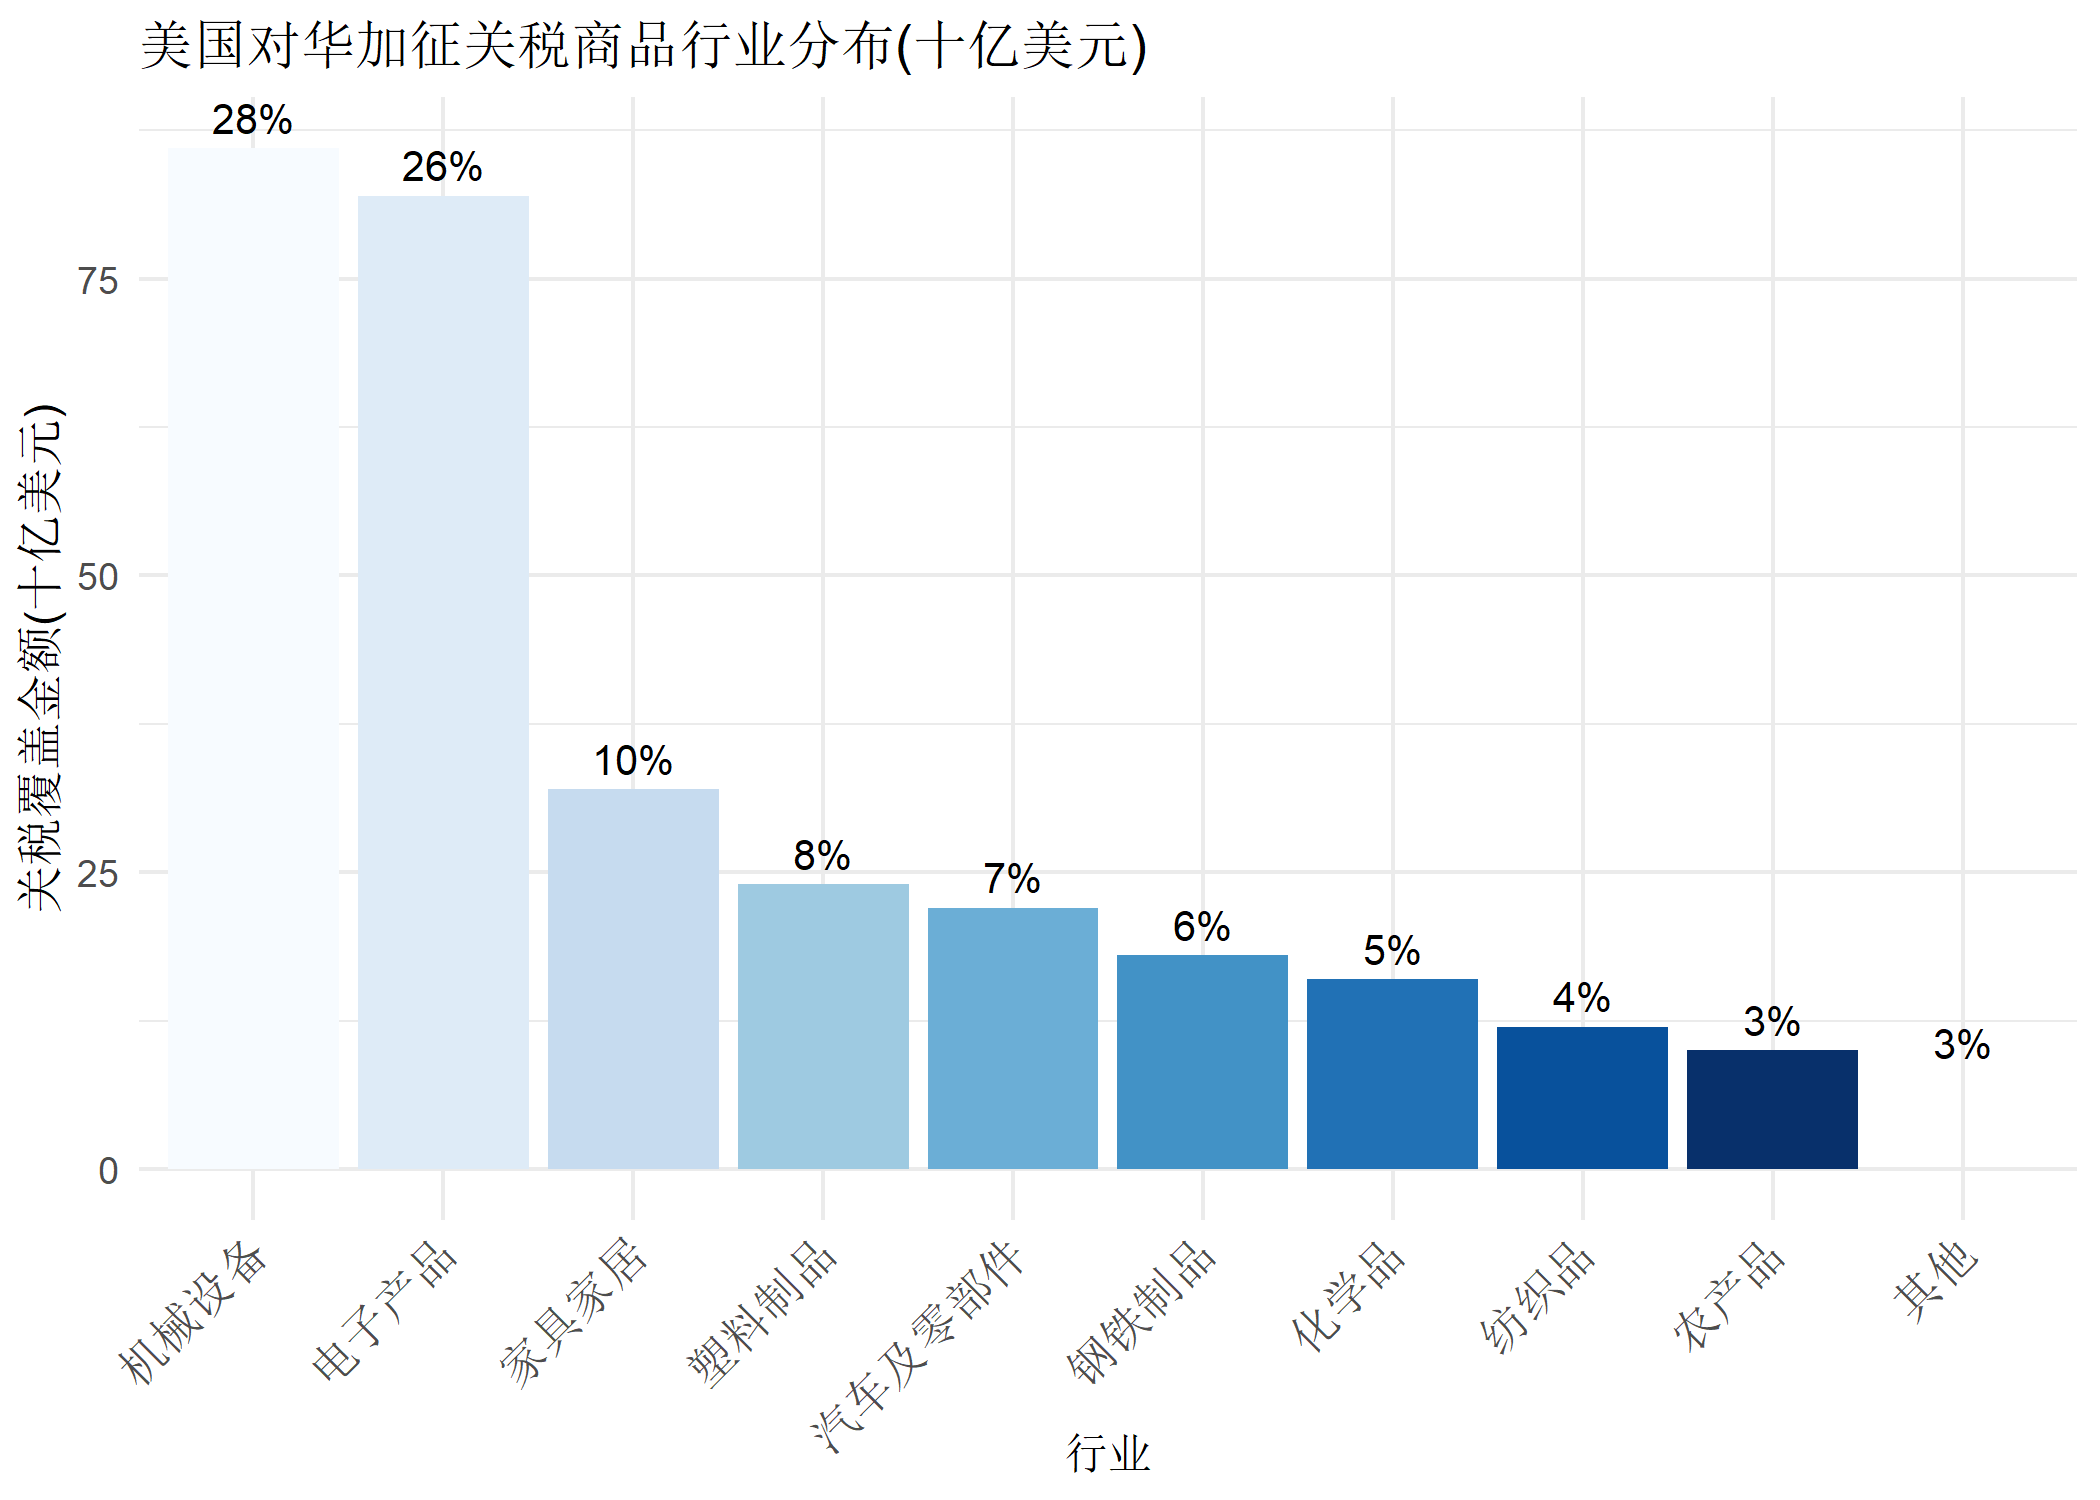 美国对华加征关税商品行业分布(十亿美元)
关税覆盖金额(十亿美元)
75
50
25
0
28%
26%
10%
8%
7%
6%
5%
4%
3%
3%
机械设备
电子产品
家具家居
塑料制品
汽车及零部件
钢铁制品
化学品
纺织品
农产品
其他
行业